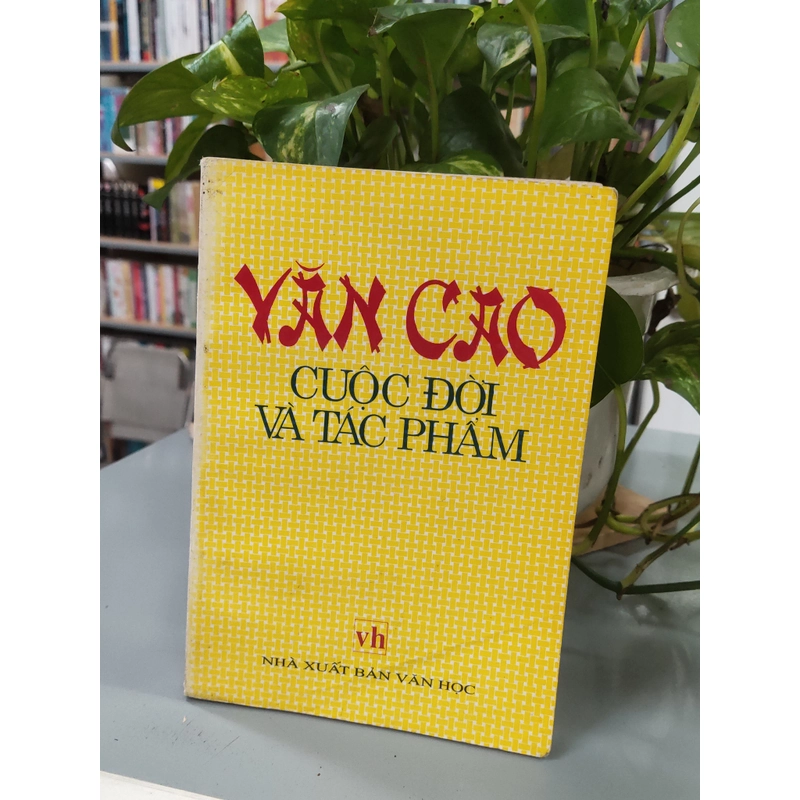 VĂN CAO
CUỘC ĐỜI
VÀ TÁC PHẨM
vh
NHÀ XUẤT BẢN VĂN HỌC